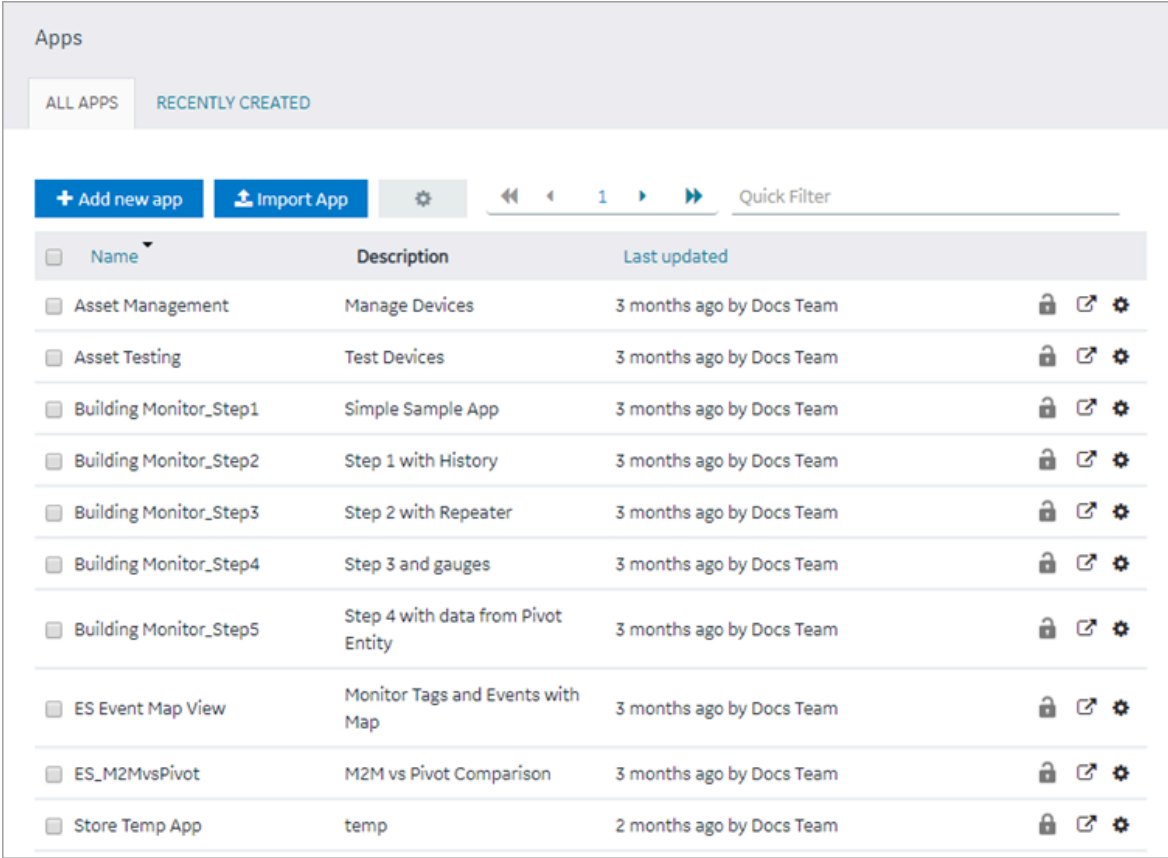 Apps
ALL APPS RECENTLY CREATED
Add new app Import App 1 Quick Filter
Name Description Last updated
Asset Management Manage Devices 3 months ago by Docs Team
Asset Testing Test Devices 3 months ago by Docs Team
Building Monitor_Step1 Simple Sample App 3 months ago by Docs Team
Building Monitor_Step2 Step 1 with History 3 months ago by Docs Team
Building Monitor_Step3 Step 2 with Repeater 3 months ago by Docs Team
Building Monitor_Step4 Step 3 and gauges 3 months ago by Docs Team
Building Monitor_Step5 Step 4 with data from Pivot 3 months ago by Docs Team
Entity
ES Event Map View Monitor Tags and Events with 3 months ago by Docs Team
Map
ES_M2MvsPivot M2M vs Pivot Comparison 3 months ago by Docs Team
Store Temp App temp 2 months ago by Docs Team